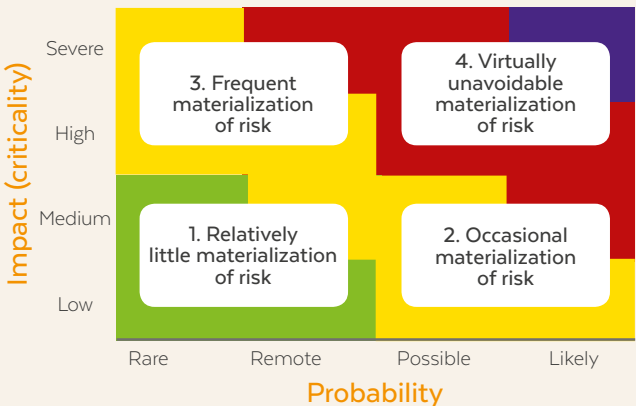 Impact (criticality)
Severe
High
Medium
Low
3. Frequent
materialization
of risk
4. Virtually
unavoidable
materialization
of risk
1. Relatively
little materialization
of risk
2. Occasional
materialization
of risk
Rare
Remote
Possible
Likely
Probability